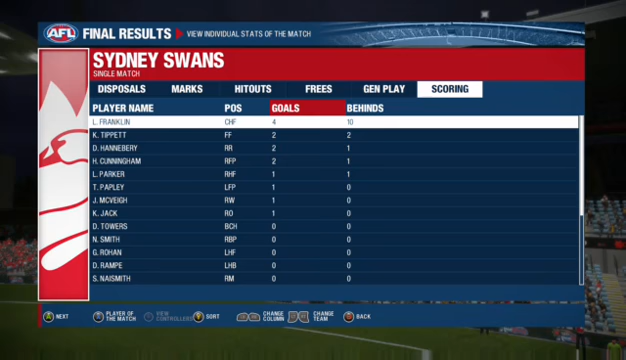 AFL FINAL RESULTS VIEW INDIVIDUAL STATS OF THE MATCH
SYDNEY SWANS
SINGLE MATCH
DISPOSALS MARKS HITOUTS FREES GEN PLAY SCORING
PLAYER NAME POS GOALS BEHINDS
L. FRANKLIN CHF 4 10
K. TIPPETT FF 2 2
D. HANNEBERY RR 2 1
H. CUNNINGHAM RFP 2 1
L. PARKER RHF 1 1
T. PAPLEY LFP 1 0
J. MCVEIGH RW 1 0
K. JACK RO 1 0
D. TOWERS BCH 0 0
N. SMITH RBP 0 0
G. ROHAN LHF 0 0
D. RAMPE LHB 0 0
S. NAISMITH RM 0 0
NEXT PLAYER OF THE MATCH VIEW CONTROLLERS SORT CHANGE COLUMN CHANGE TEAM BACK